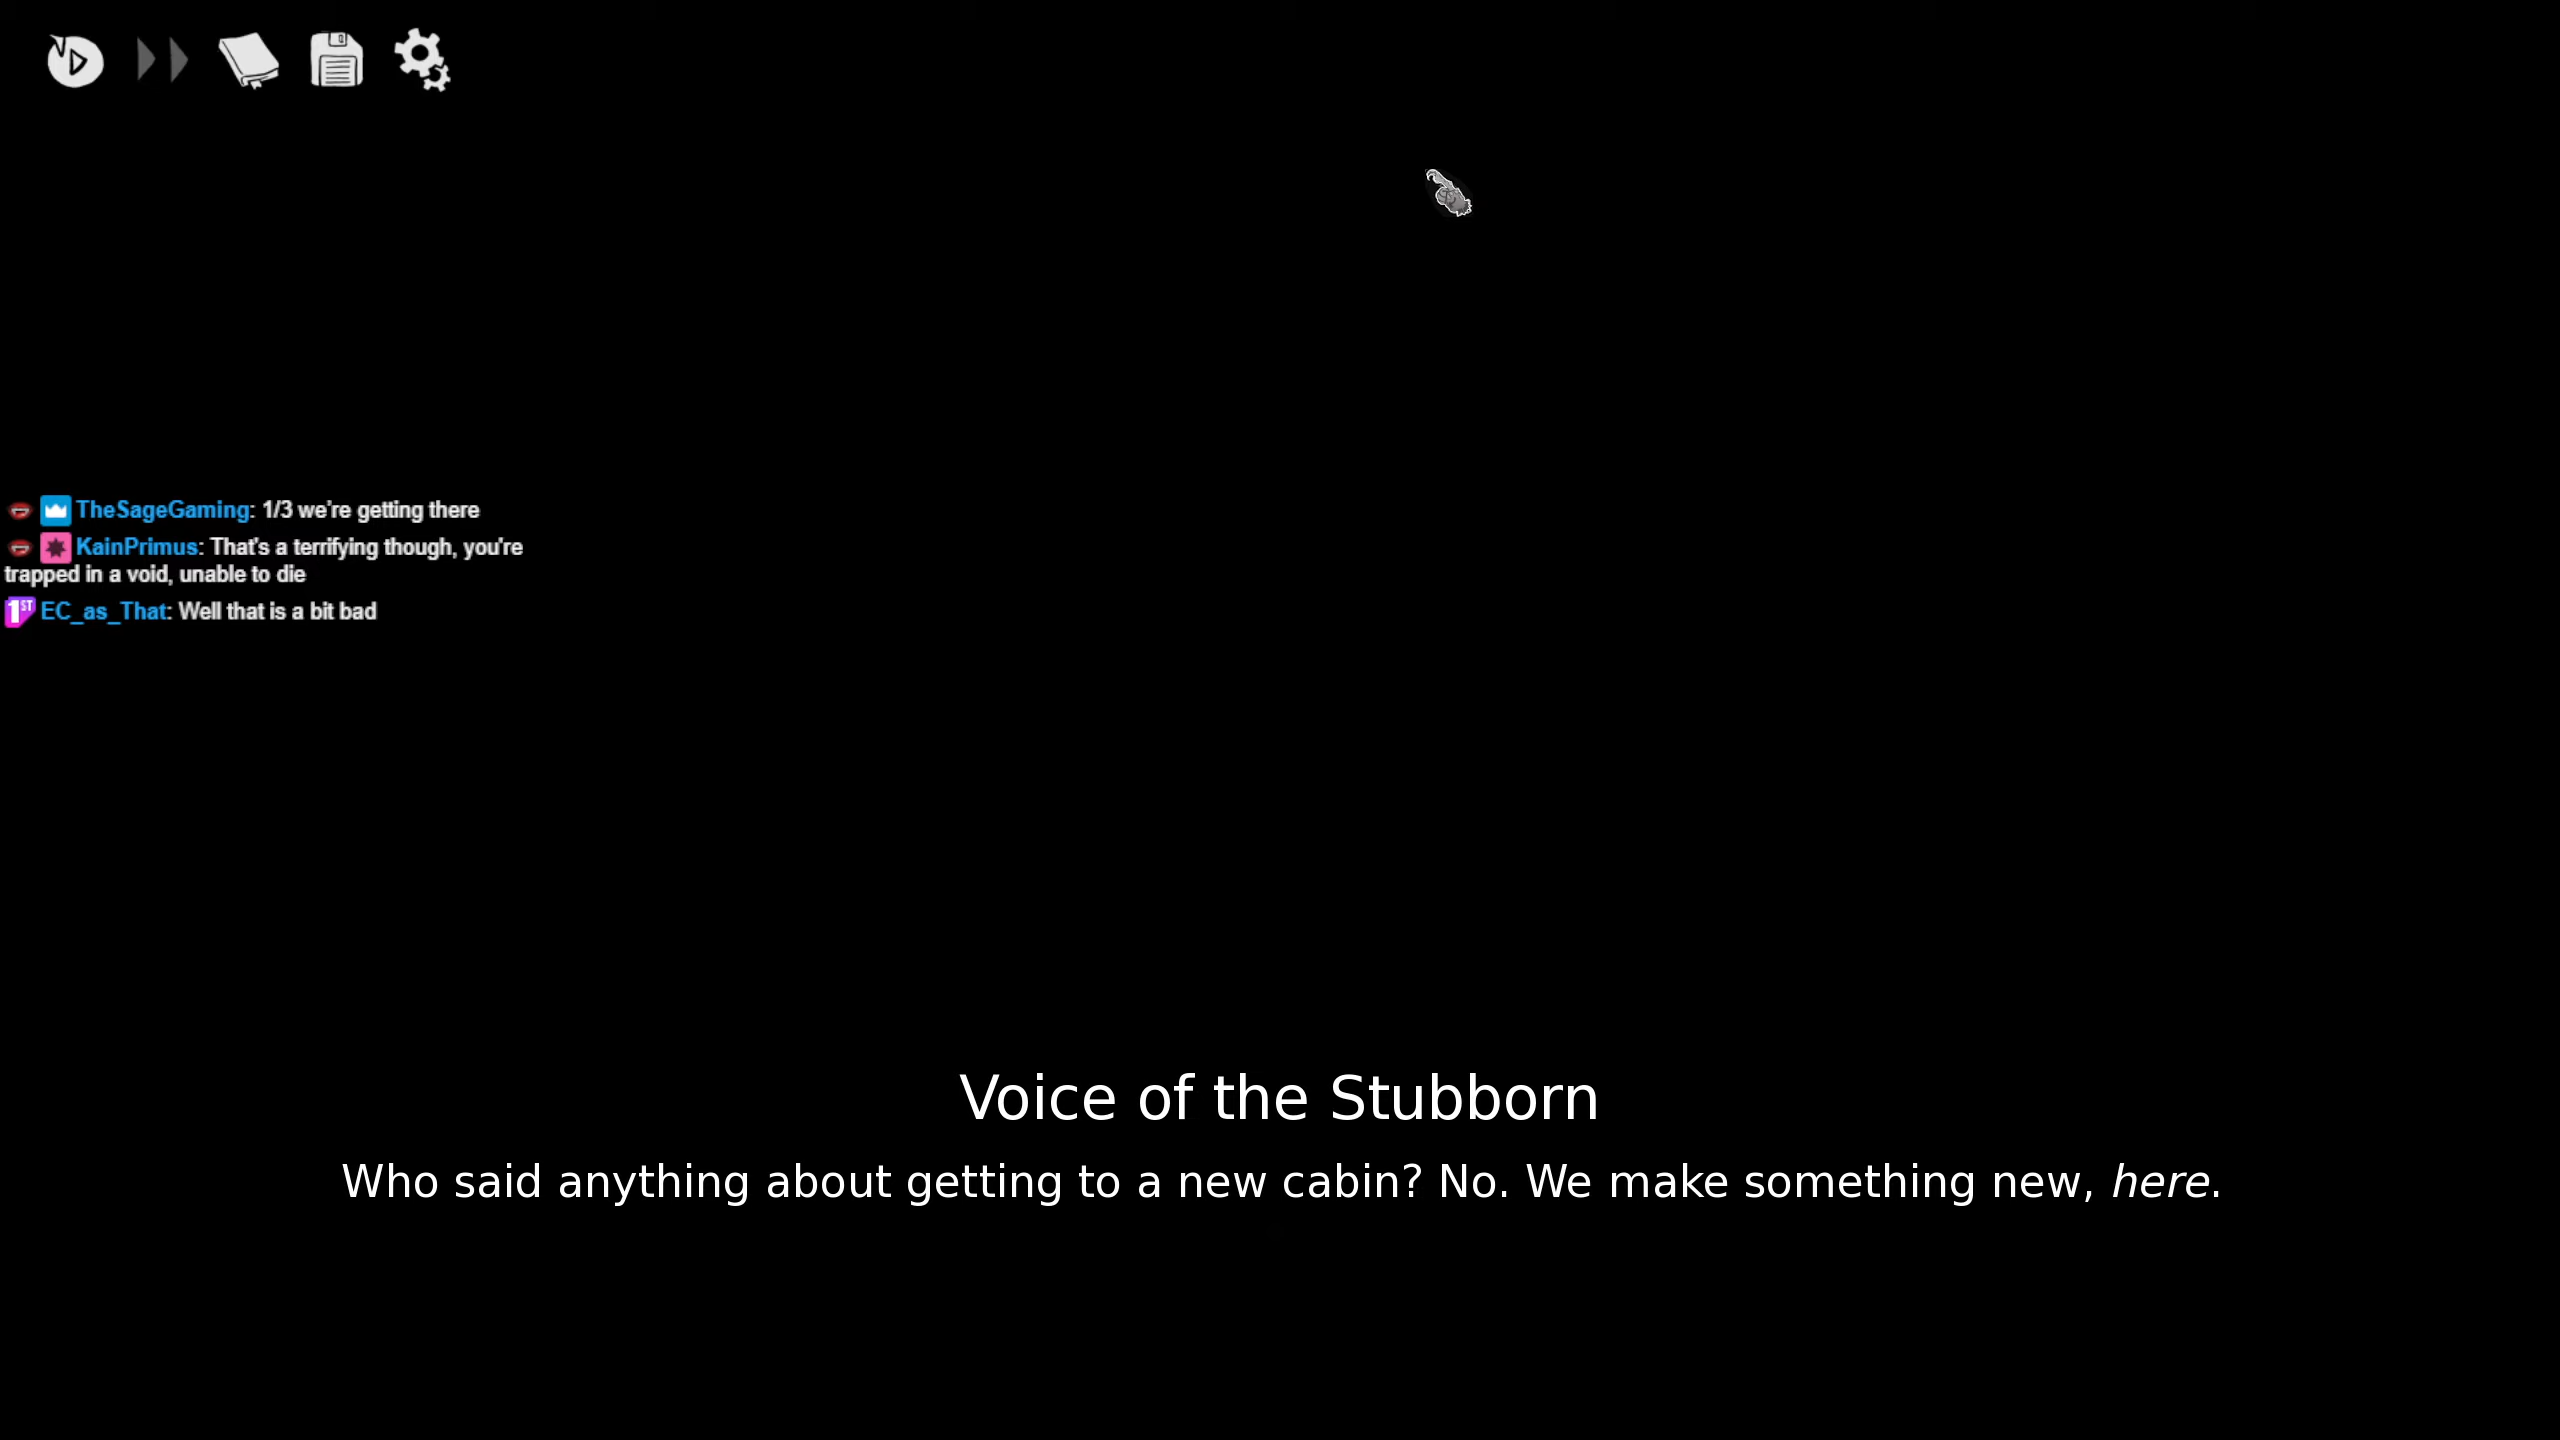 TheSageGaming: 1/3 we're getting there
KainPrimus: That's a terrifying though, you're
trapped in a void, unable to die
1ST EC_as_That: Well that is a bit bad
Voice of the Stubborn
Who said anything about getting to a new cabin? No. We make something new, here.